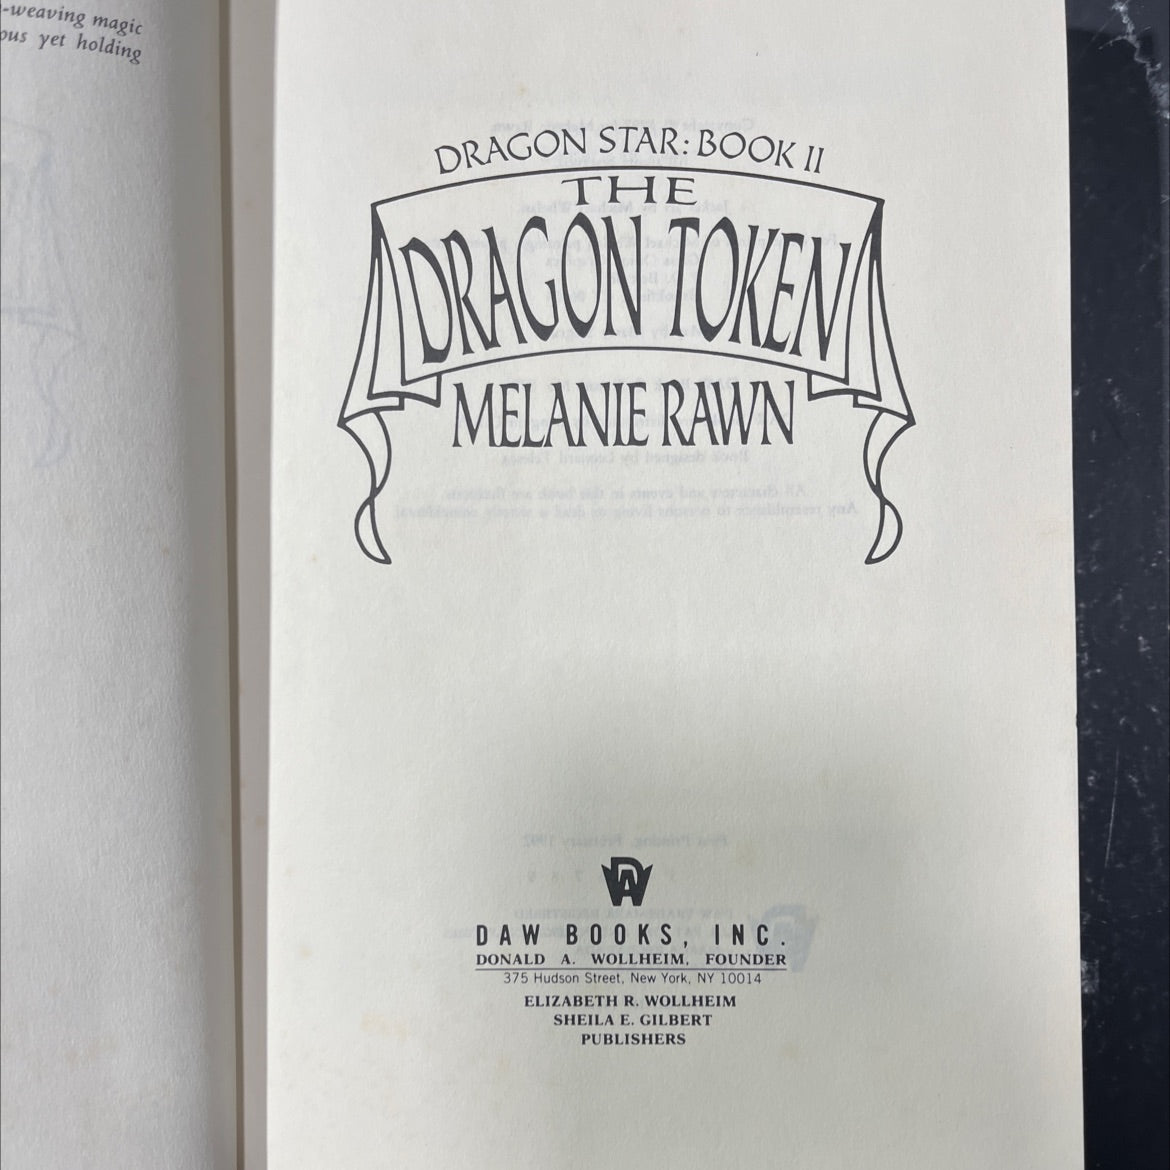 -weaving magic
ous yet holding
DRAGON STAR: BOOK II
THE
DRAGON TOKEN
MELANIE RAWN
DAW
DAW BOOKS, INC.
DONALD A. WOLLHEIM, FOUNDER
375 Hudson Street, New York, NY 10014
ELIZABETH R. WOLLHEIM
SHEILA E. GILBERT
PUBLISHERS